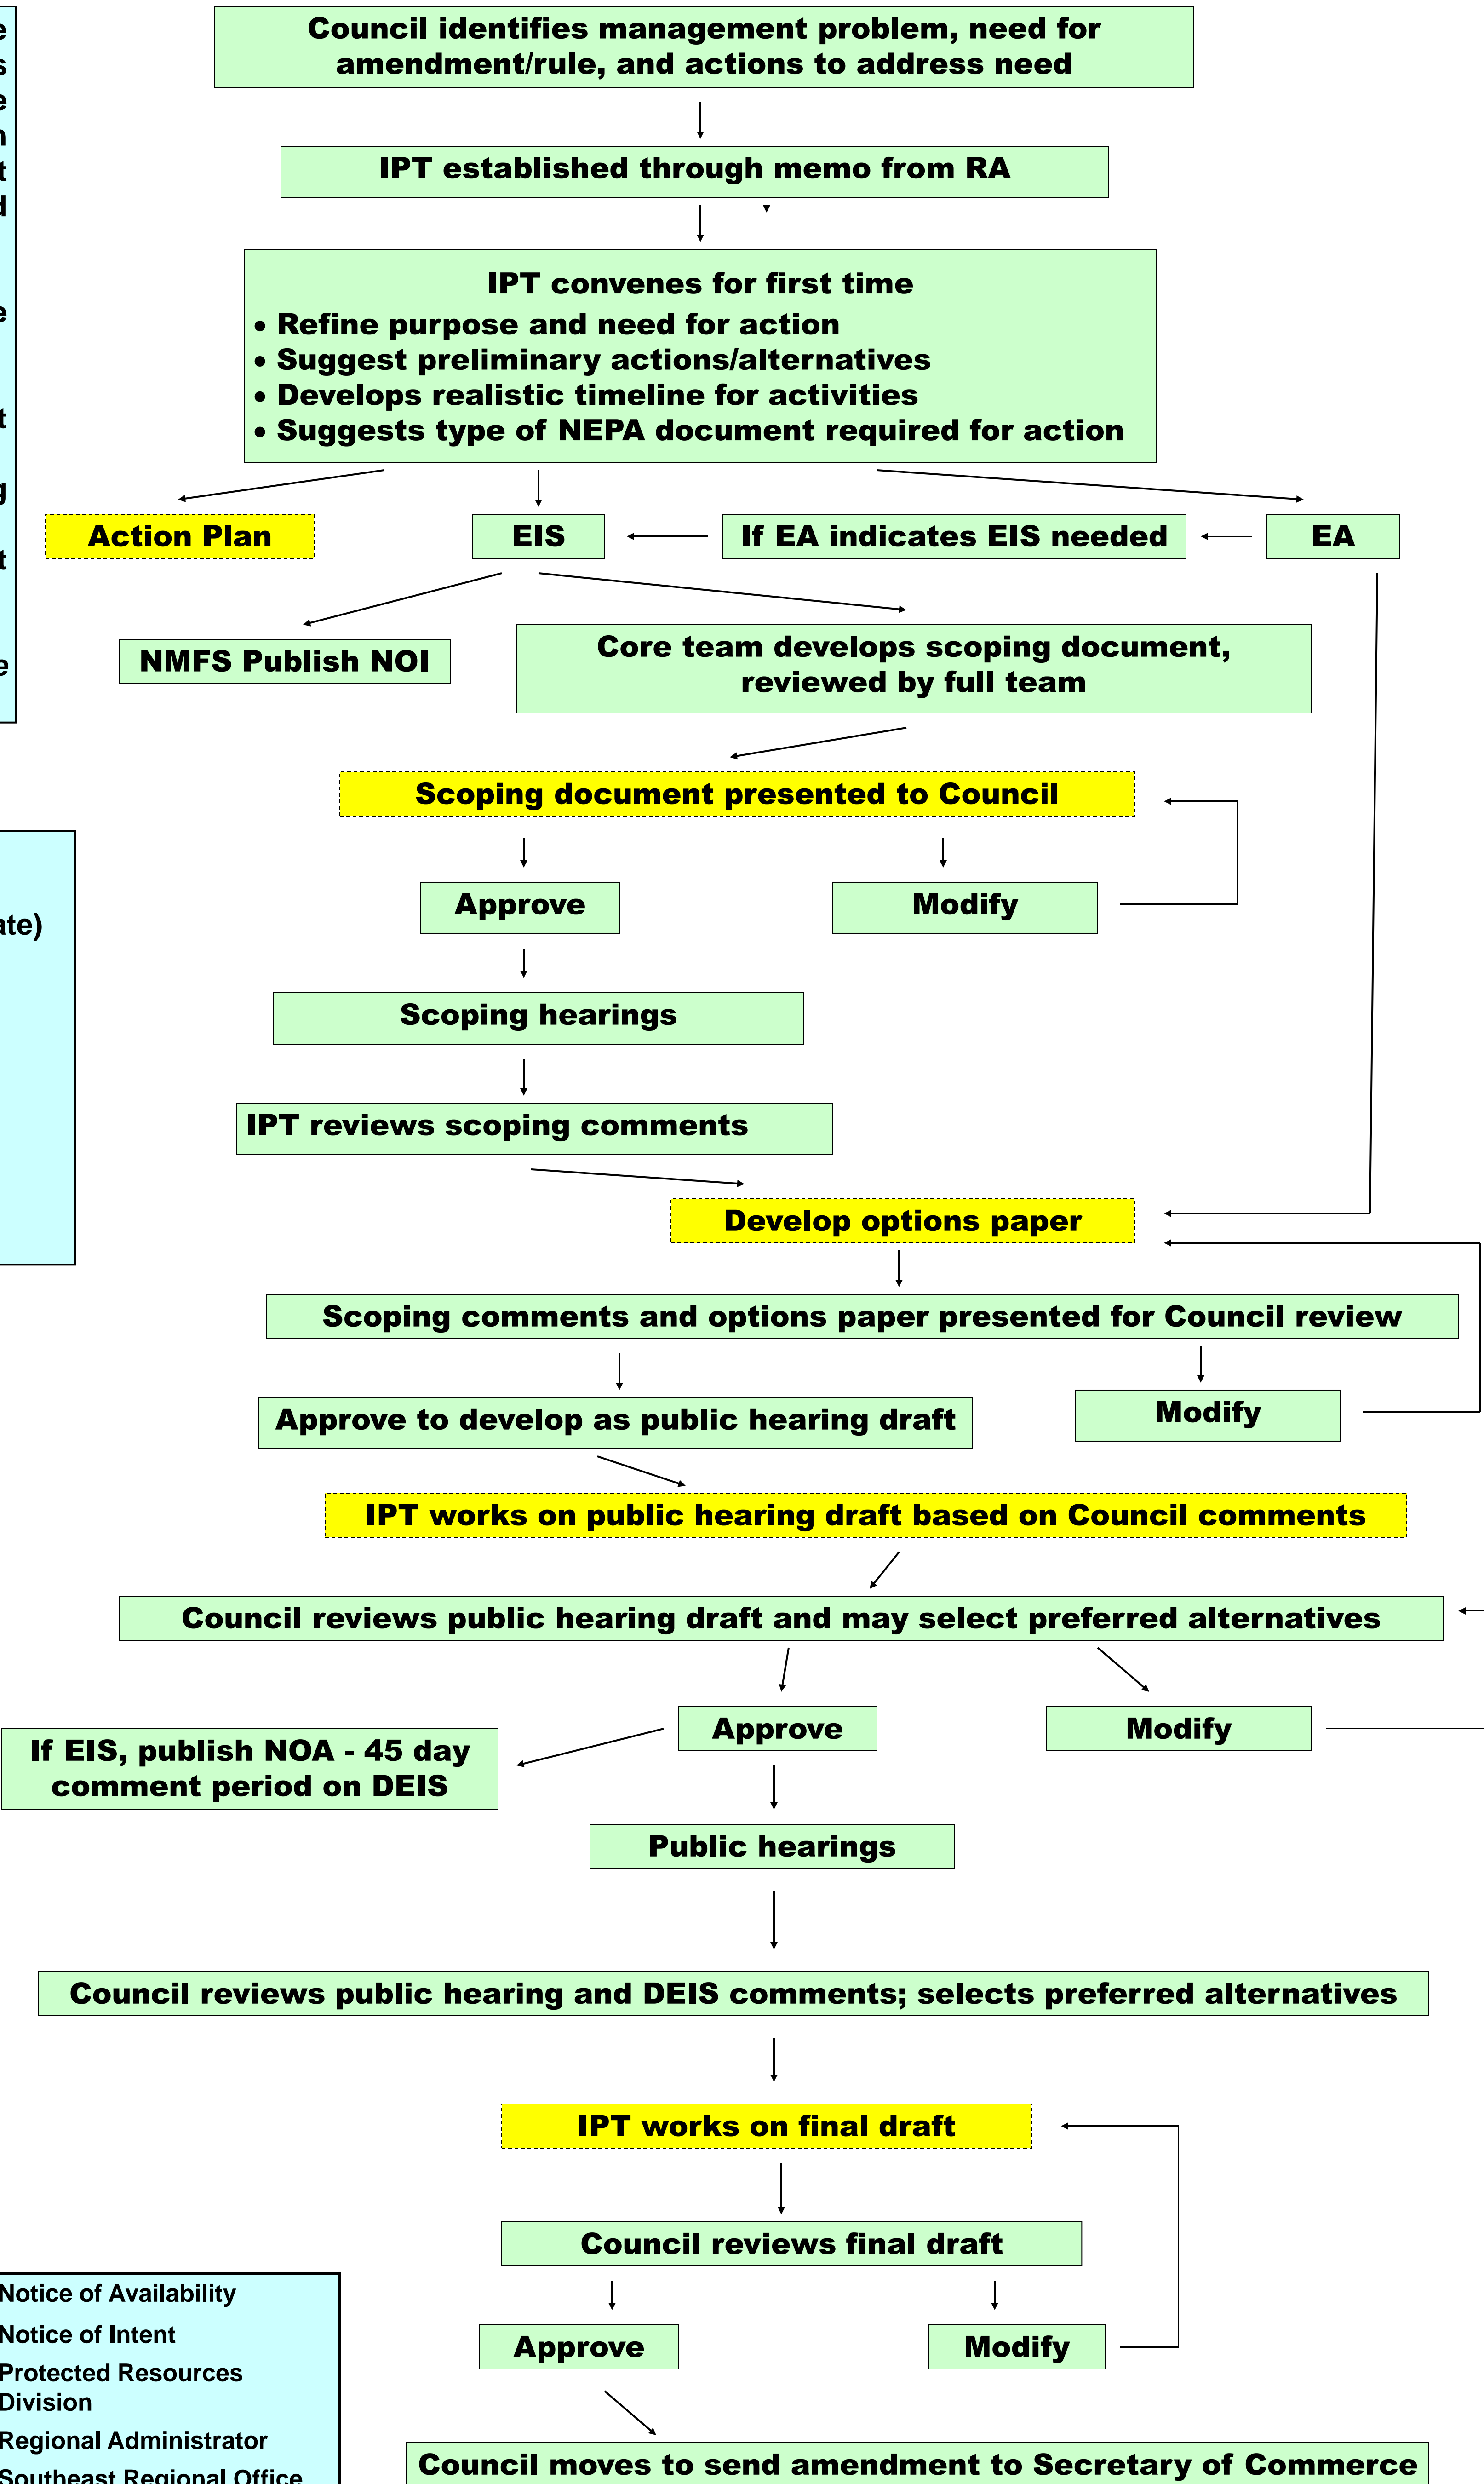 Council identifies management problem, need for
amendment/rule, and actions to address need
IPT established through memo from RA
IPT convenes for first time
• Refine purpose and need for action
• Suggest preliminary actions/alternatives
• Develops realistic timeline for activities
• Suggests type of NEPA document required for action
Action Plan
EIS
If EA indicates EIS needed
EA
NMFS Publish NOI
Core team develops scoping document,
reviewed by full team
Scoping document presented to Council
Approve
Modify
Scoping hearings
IPT reviews scoping comments
Develop options paper
Scoping comments and options paper presented for Council review
Approve to develop as public hearing draft
Modify
IPT works on public hearing draft based on Council comments
Council reviews public hearing draft and may select preferred alternatives
Approve
Modify
If EIS, publish NOA - 45 day
comment period on DEIS
Public hearings
Council reviews public hearing and DEIS comments; selects preferred alternatives
IPT works on final draft
Council reviews final draft
Approve
Modify
Council moves to send amendment to Secretary of Commerce
Notice of Availability
Notice of Intent
Protected Resources
Division
Regional Administrator
Southeast Regional Office